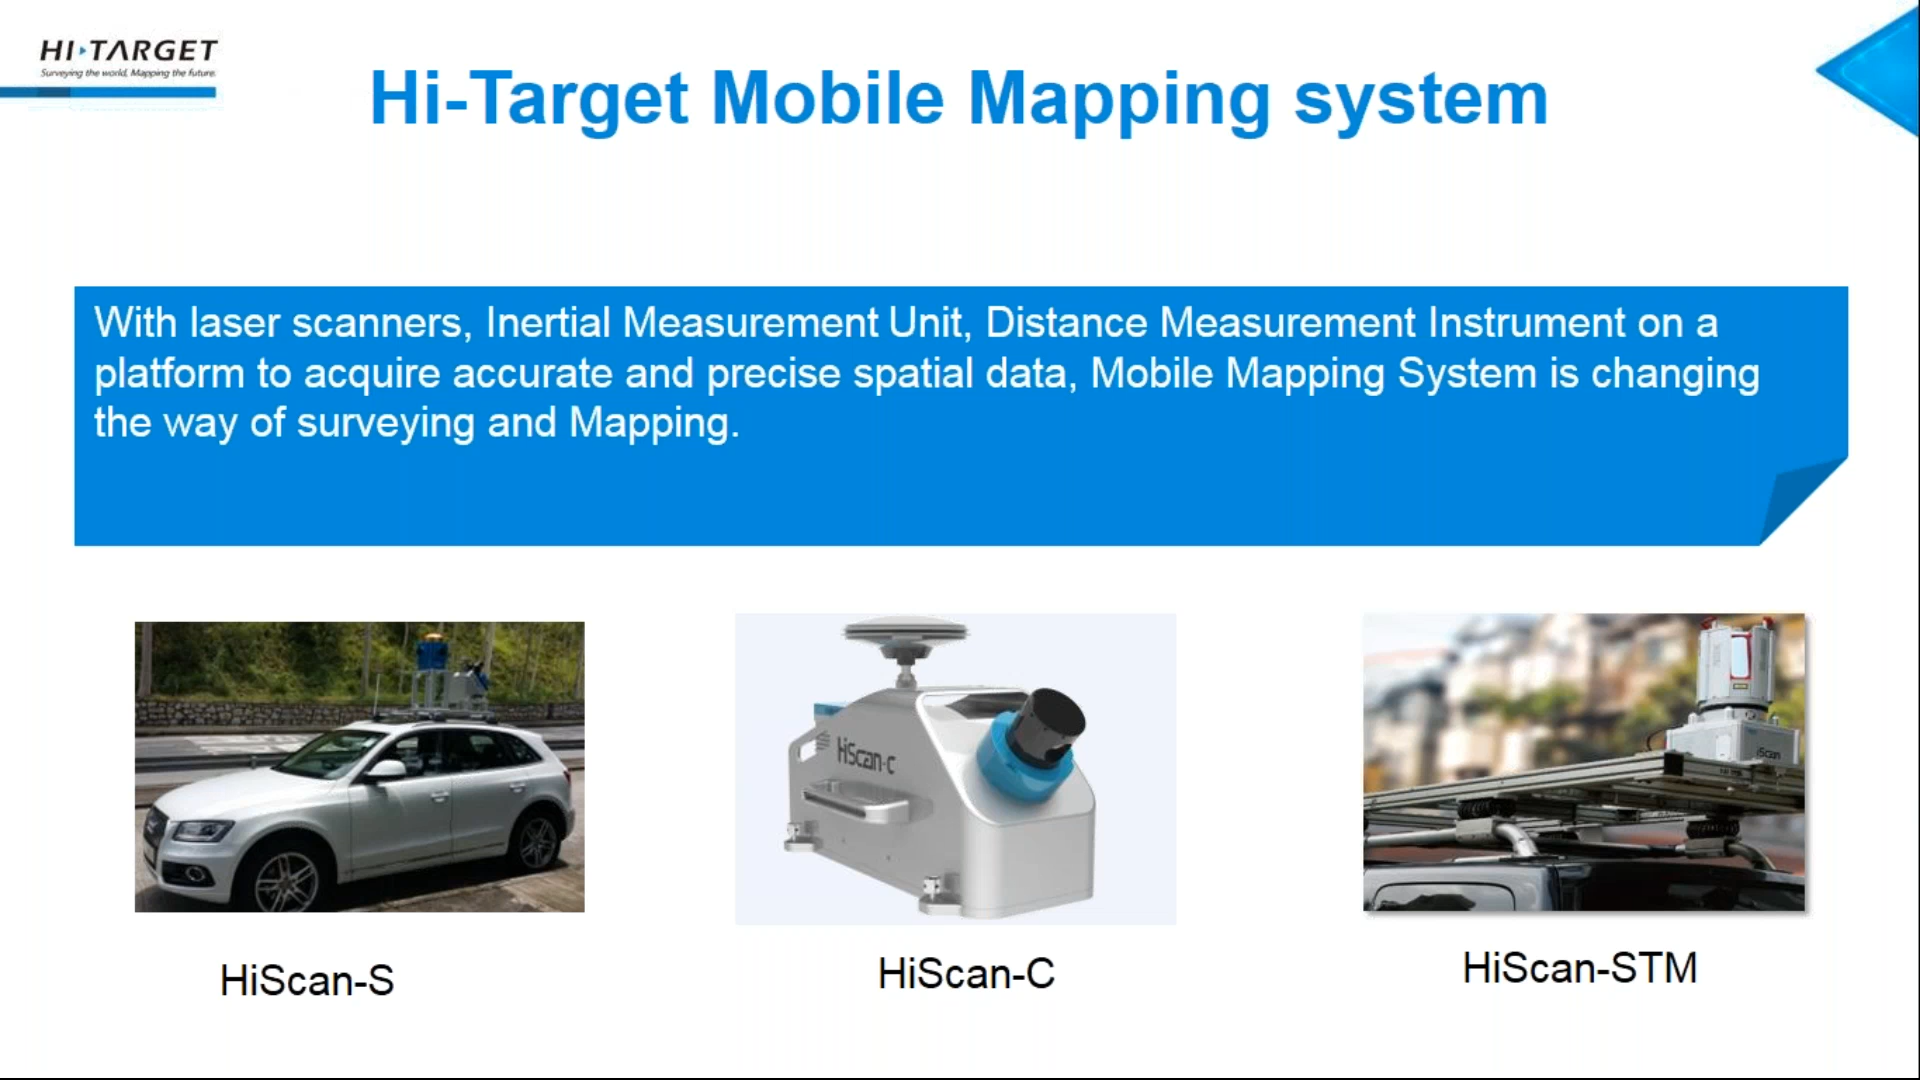 HI-TARGET
Surveying the world, Mapping the future.
Hi-Target Mobile Mapping system
With laser scanners, Inertial Measurement Unit, Distance Measurement Instrument on a
platform to acquire accurate and precise spatial data, Mobile Mapping System is changing
the way of surveying and Mapping.
HiScan-C
HiScan
HiScan-S
HiScan-C
HiScan-STM